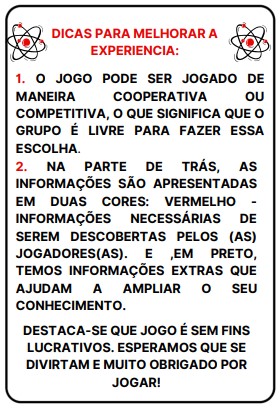 DICAS PARA MELHORAR A
EXPERIENCIA:
1. O JOGO PODE SER JOGADO DE
MANEIRA COOPERATIVA OU
COMPETITIVA, O QUE SIGNIFICA QUE O
GRUPO É LIVRE PARA FAZER ESSA
ESCOLHA.
2. NA PARTE DE TRÁS, AS
INFORMAÇÕES SÃO APRESENTADAS
EM DUAS CORES: VERMELHO -
INFORMAÇÕES NECESSÁRIAS DE
SEREM DESCOBERTAS PELOS (AS)
JOGADORES(AS). E ,EM PRETO,
TEMOS INFORMAÇÕES EXTRAS QUE
AJUDAM A AMPLIAR O SEU
CONHECIMENTO.
DESTACA-SE QUE JOGO É SEM FINS
LUCRATIVOS. ESPERAMOS QUE SE
DIVIRTAM E MUITO OBRIGADO POR
JOGAR!